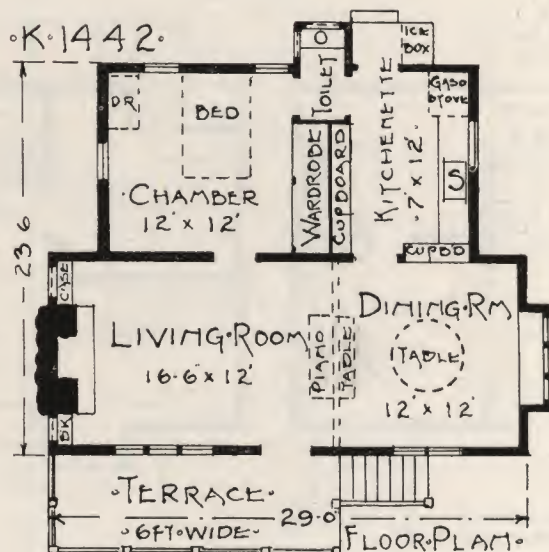 ·K·1442·
ICE
BOX
TOILET
GASO
STOVE
DR
BED
WARDROBE
CUPBOARD
KITCHENETTE
7' x 12'
S
·CHAMBER
12' x 12'
CUPBD
23 6
CASE
LIVING·ROOM
16-6" x 12'
PIANO
TABLE
DINING·RM
TABLE
12' x 12'
BK
·TERRACE·
·6FT·WIDE·
29·0
FLOOR·PLAN·